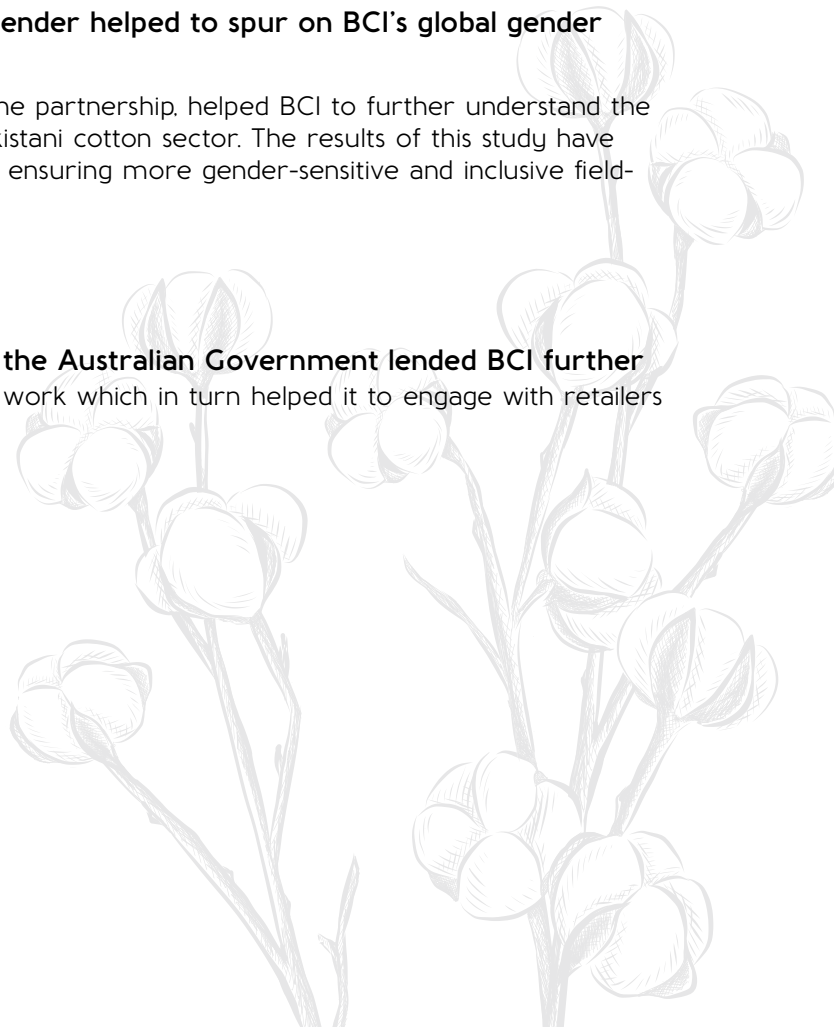 ender helped to spur on BCI's global gender
he partnership, helped BCI to further understand the
kistani cotton sector. The results of this study have
ensuring more gender-sensitive and inclusive field-
the Australian Government lended BCI further
work which in turn helped it to engage with retailers